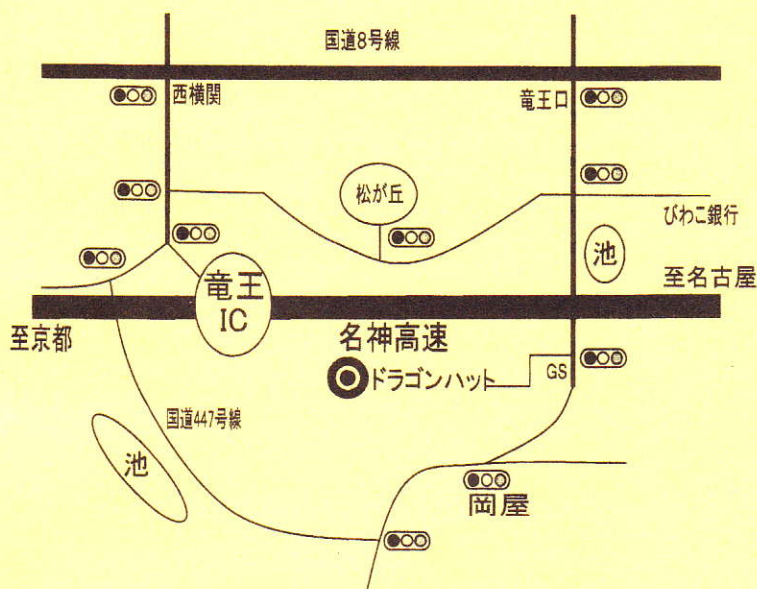 国道8号線
西横関
竜王口
松が丘
びわこ銀行
池
竜王
IC
至名古屋
至京都
名神高速
ドラゴンハット
GS
国道447号線
池
岡屋